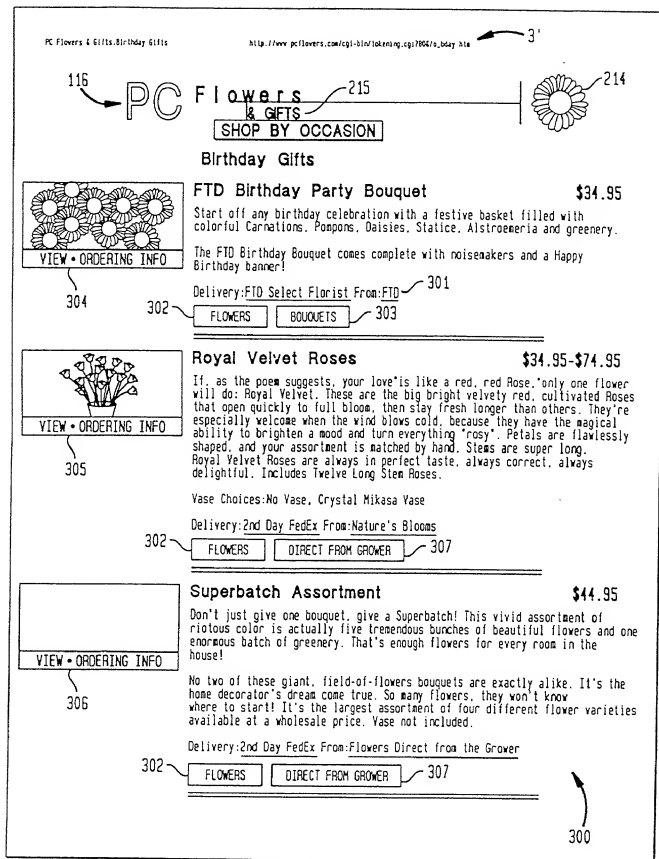 PC Flowers & Gifts.Birthday Gifts http://www pcflowers.com/cgi-bin/tokening.cgi?804/o_bday htm 3'
116 PC Flowers 215 214
& GIFTS
SHOP BY OCCASION
Birthday Gifts
FTD Birthday Party Bouquet $34.95
Start off any birthday celebration with a festive basket filled with
colorful Carnations, Pompons, Daisies, Statice, Alstroemeria and greenery.
The FTD Birthday Bouquet comes complete with noisemakers and a Happy
Birthday banner!
VIEW • ORDERING INFO
304
Delivery:FTD Select Florist From:FTD 301
302 FLOWERS BOUQUETS 303
Royal Velvet Roses $34.95-$74.95
If, as the poem suggests, your love"is like a red, red Rose,"only one flower
will do: Royal Velvet. These are the big bright velvety red, cultivated Roses
that open quickly to full bloom, then stay fresh longer than others. They're
especially welcome when the wind blows cold, because they have the magical
ability to brighten a mood and turn everything "rosy". Petals are flawlessly
shaped, and your assortment is matched by hand. Stems are super long.
Royal Velvet Roses are always in perfect taste, always correct, always
delightful. Includes Twelve Long Stem Roses.
VIEW • ORDERING INFO
305
Vase Choices:No Vase, Crystal Mikasa Vase
Delivery:2nd Day FedEx From:Nature's Blooms
302 FLOWERS DIRECT FROM GROWER 307
Superbatch Assortment $44.95
Don't just give one bouquet, give a Superbatch! This vivid assortment of
riotous color is actually five tremendous bunches of beautiful flowers and one
enormous batch of greenery. That's enough flowers for every room in the
house!
VIEW • ORDERING INFO
306
No two of these giant, field-of-flowers bouquets are exactly alike. It's the
home decorator's dream come true. So many flowers, they won't know
where to start! It's the largest assortment of four different flower varieties
available at a wholesale price. Vase not included.
Delivery:2nd Day FedEx From:Flowers Direct from the Grower
302 FLOWERS DIRECT FROM GROWER 307
300